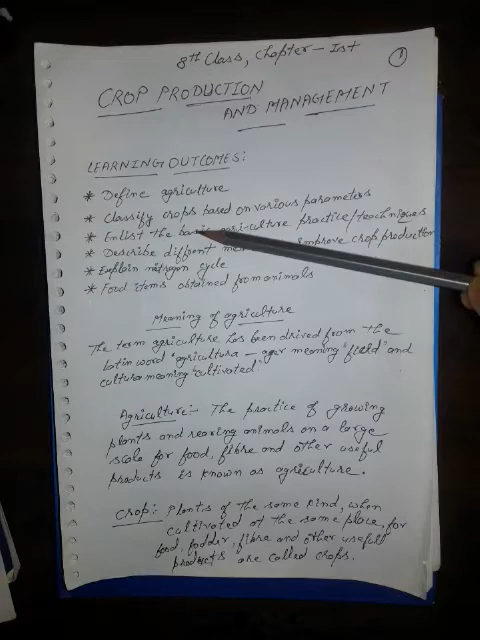 8th Class, Chapter - Ist
1
CROP PRODUCTION
AND MANAGEMENT
LEARNING OUTCOMES:
* Define agriculture
* Classify crops based on various parameters
* Enlist the basic agriculture practice/teachniques
* Describe diffrent improve crop production
* Explain nitrogen cycle
* Food items obtained from animals
Meaning of agriculture
The term agriculture has been drived from the
latin word 'agricultura - ager meaning "field" and
cultura meaning "cultivated"
Agriculture:- The practice of growing
plants and rearing animals on a large
scale for food, fibre and other useful
products is known as agriculture.
Crop:- Plants of the same kind, when
cultivated at the same place, for
food, fodder, fibre and other usefull
products are called crops.